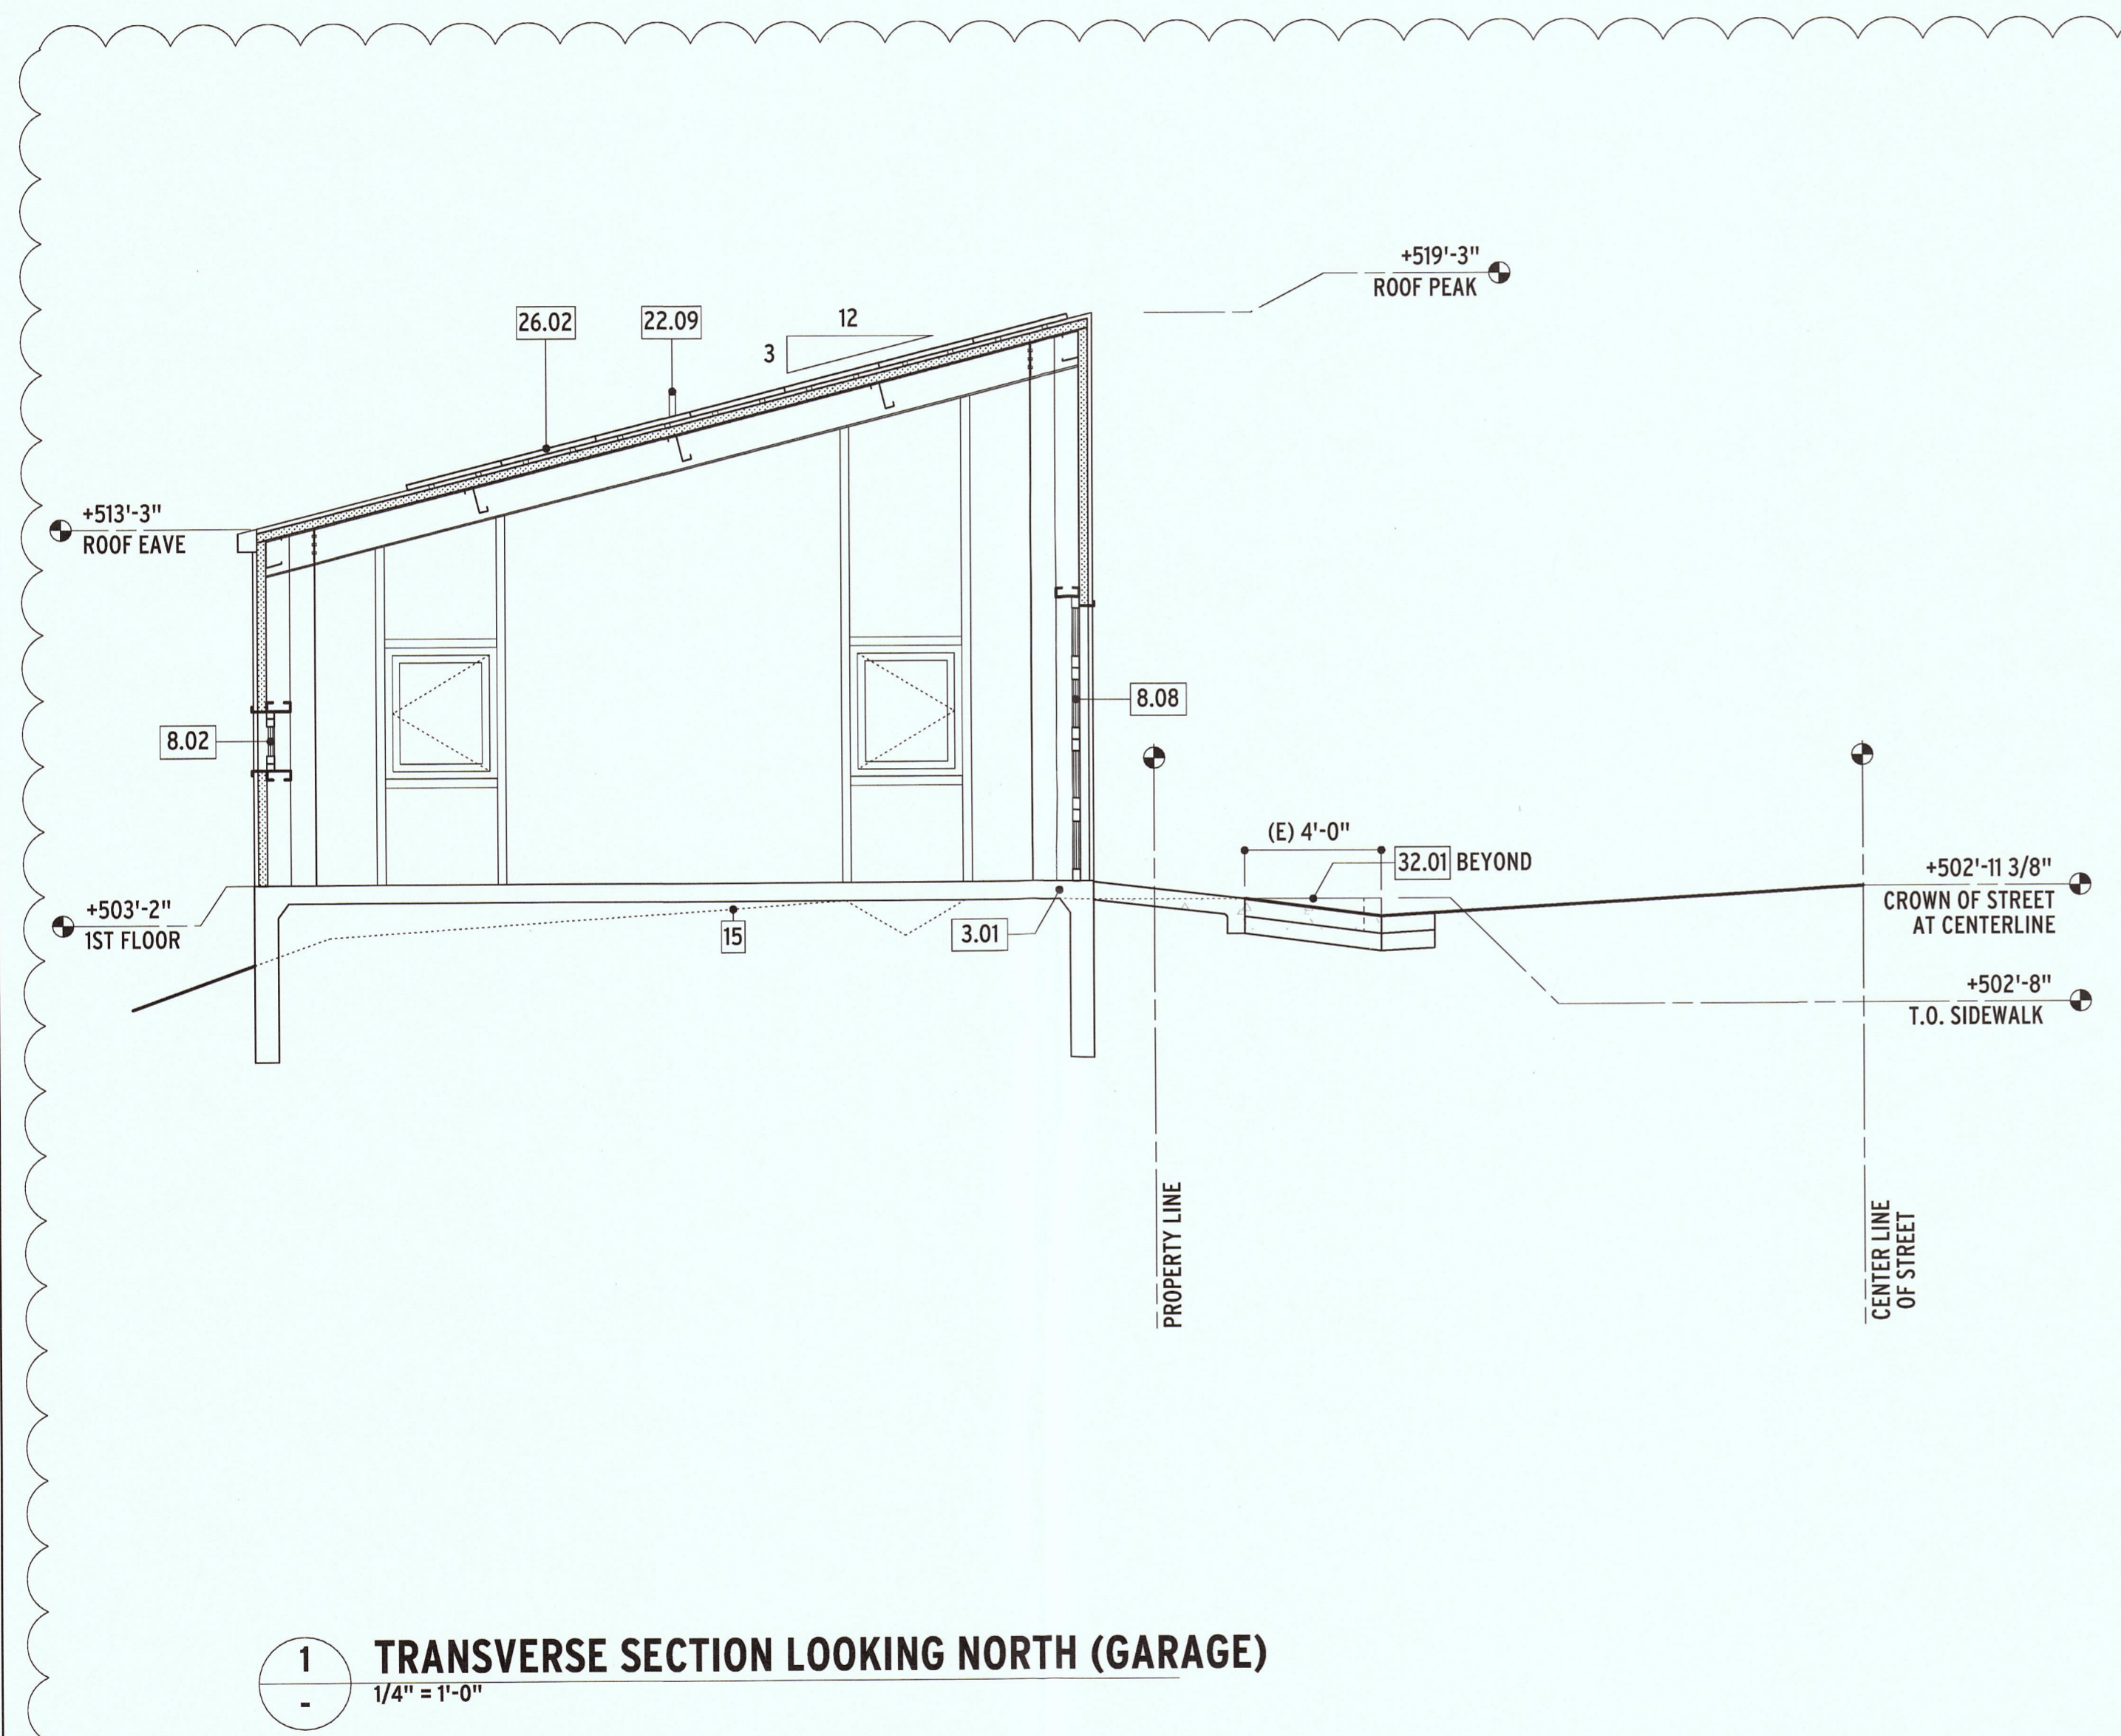 +519'-3"
ROOF PEAK
26.02
22.09
12
3
+513'-3"
ROOF EAVE
8.02
8.08
(E) 4'-0"
32.01 BEYOND
+502'-11 3/8"
CROWN OF STREET
AT CENTERLINE
+503'-2"
1ST FLOOR
15
3.01
+502'-8"
T.O. SIDEWALK
PROPERTY LINE
CENTER LINE
OF STREET
1
-
TRANSVERSE SECTION LOOKING NORTH (GARAGE)
1/4" = 1'-0"